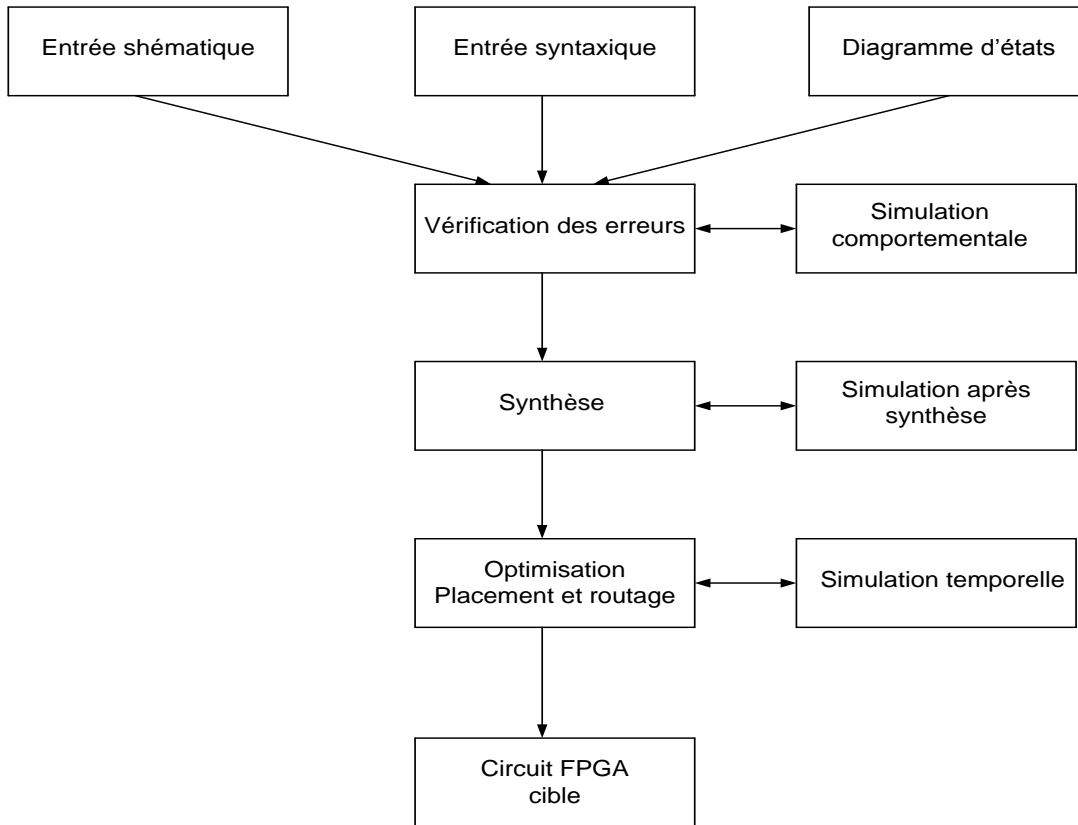 Entrée shématique
Entrée syntaxique
Diagramme d'états
Vérification des erreurs
Simulation
comportementale
Synthèse
Simulation après
synthèse
Optimisation
Placement et routage
Simulation temporelle
Circuit FPGA
cible